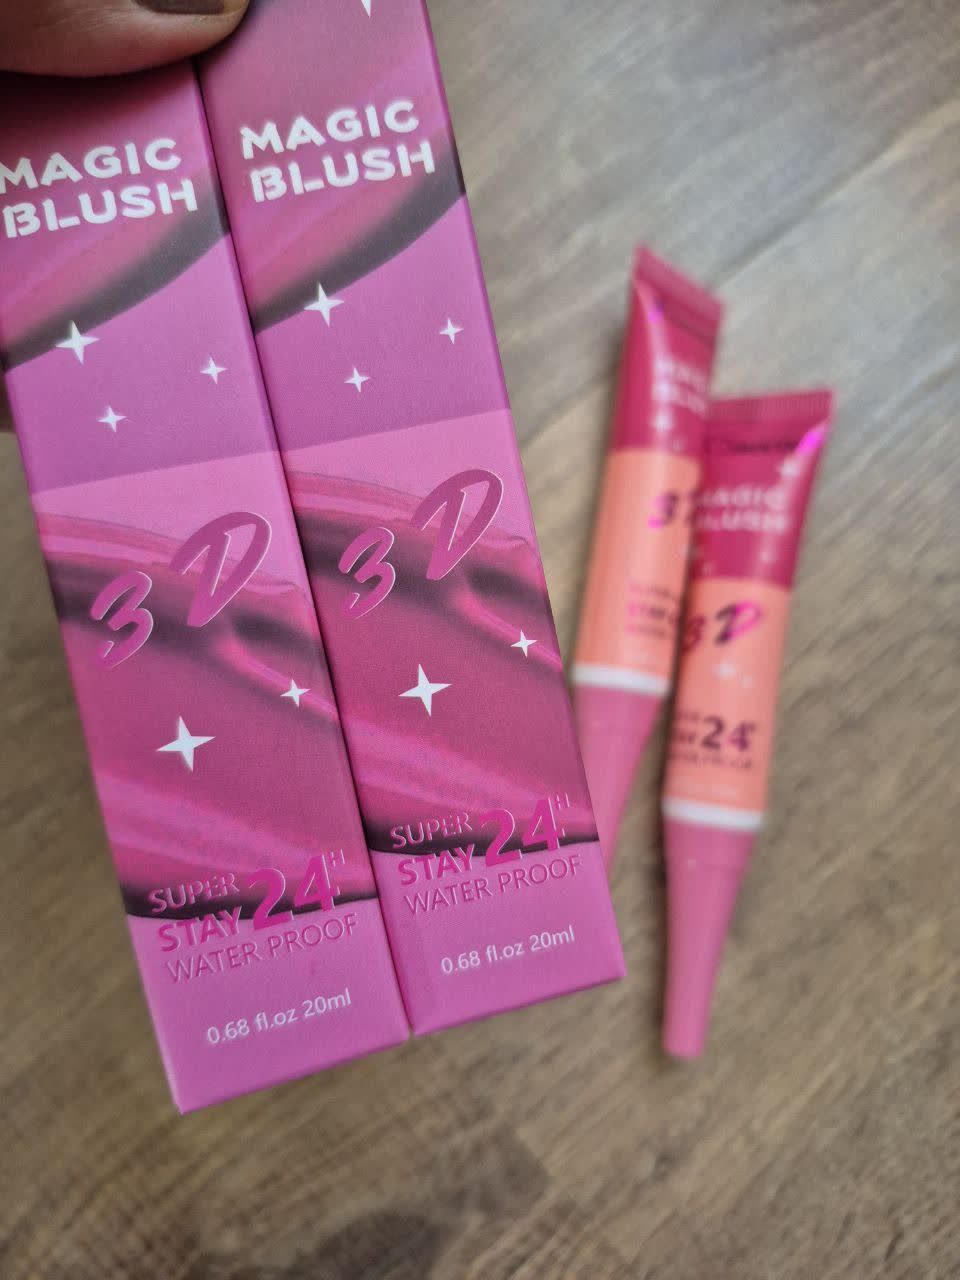 MAGIC
BLUSH
3D
SUPER
STAY 24H
WATER PROOF
0.68 fl.oz 20ml
MAGIC
BLUSH
3D
SUPER
STAY 24H
WATER PROOF
0.68 fl.oz 20ml
MAGIC
BLUSH
3D
24H